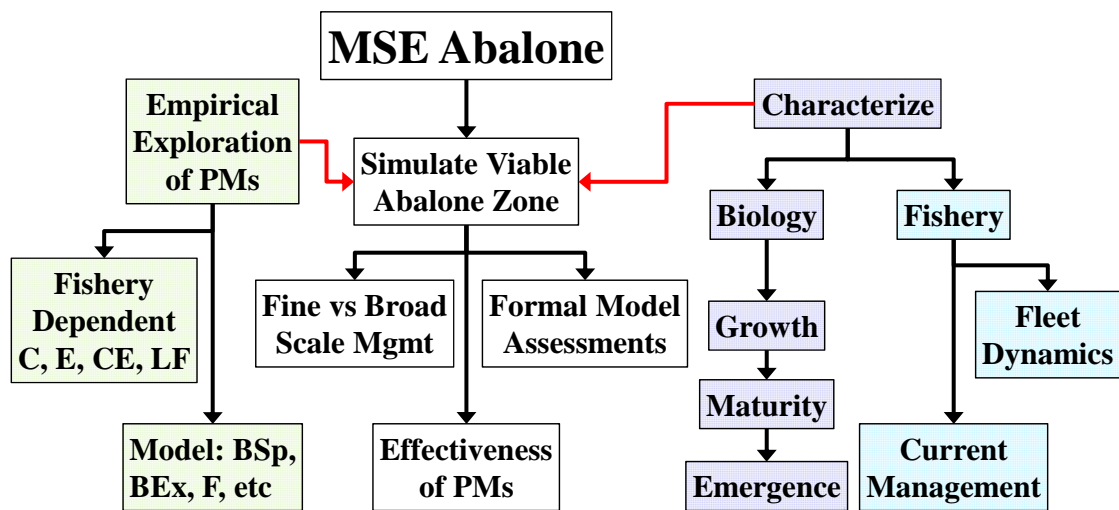 MSE Abalone
Empirical
Exploration
of PMs
Characterize
Simulate Viable
Abalone Zone
Biology
Fishery
Fishery
Dependent
C, E, CE, LF
Fine vs Broad
Scale Mgmt
Formal Model
Assessments
Growth
Fleet
Dynamics
Maturity
Model: BSp,
BEx, F, etc
Effectiveness
of PMs
Emergence
Current
Management